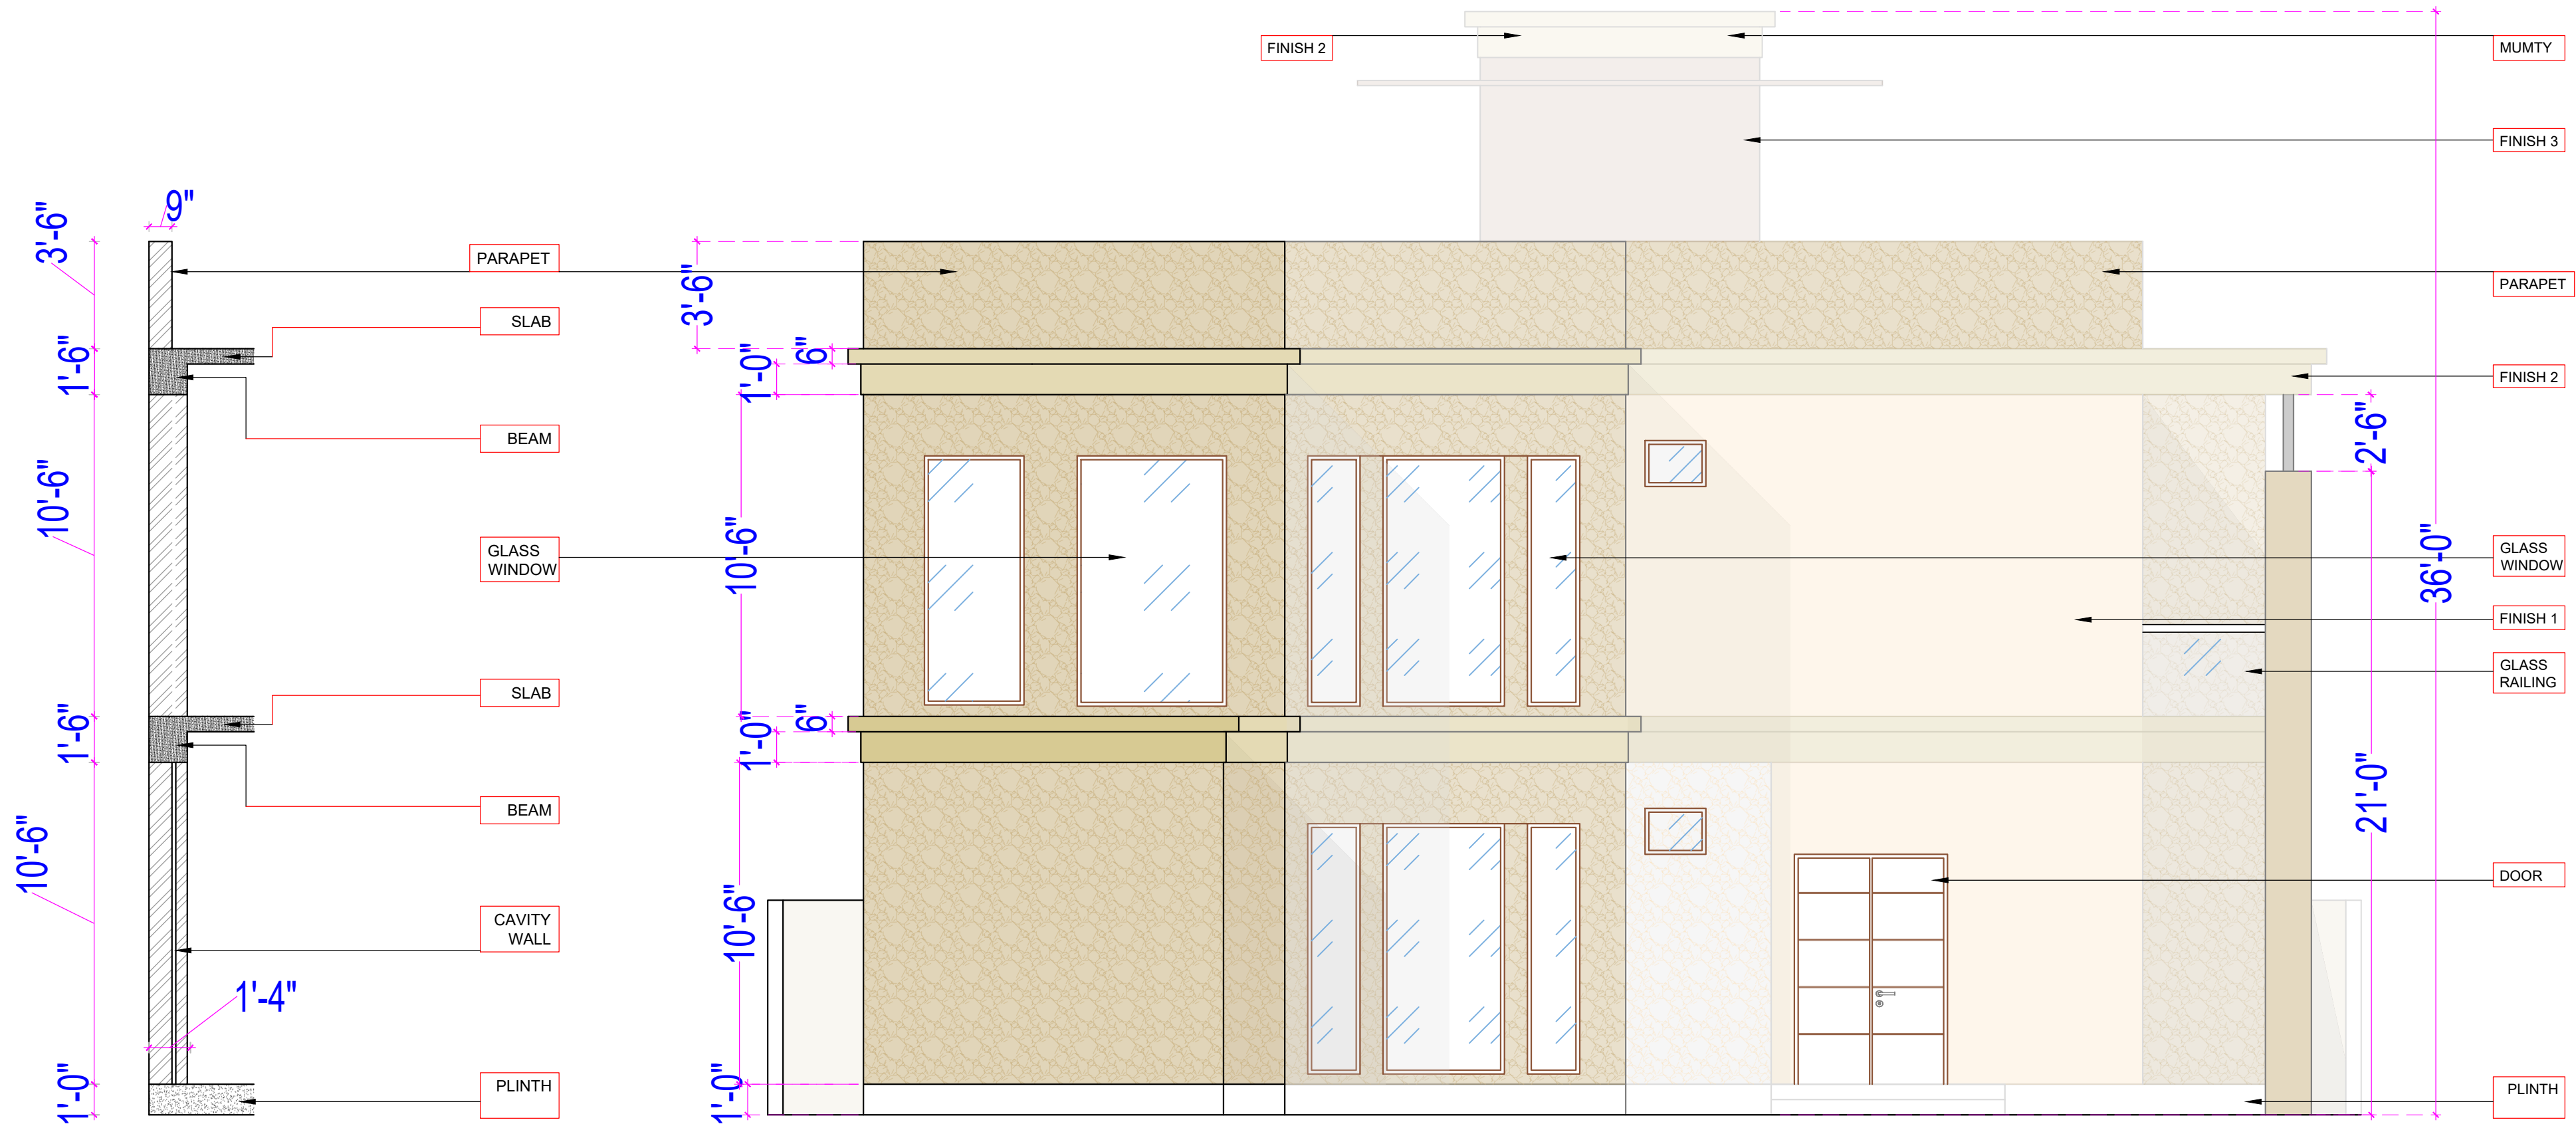 FINISH 2
MUMTY
FINISH 3
9"
3'-6"
PARAPET
3'-6"
PARAPET
SLAB
1'-6"
6"
1'-0"
FINISH 2
BEAM
2'-6"
10'-6"
GLASS
WINDOW
10'-6"
36'-0"
GLASS
WINDOW
FINISH 1
GLASS
RAILING
SLAB
1'-6"
6"
1'-0"
BEAM
21'-0"
10'-6"
DOOR
CAVITY
WALL
10'-6"
1'-4"
PLINTH
1'-0"
1'-0"
PLINTH